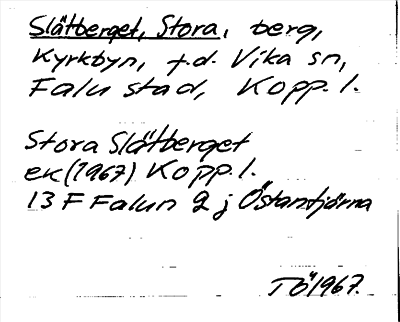 Slätberget, Stora, berg,
Kyrkbyn, f.d. Vika sn,
Falu stad, Kopp. l.
Stora Slätberget
ek (1967) Kopp. l.
13 F Falun 2 j Östantjärna
TÖ 1967.